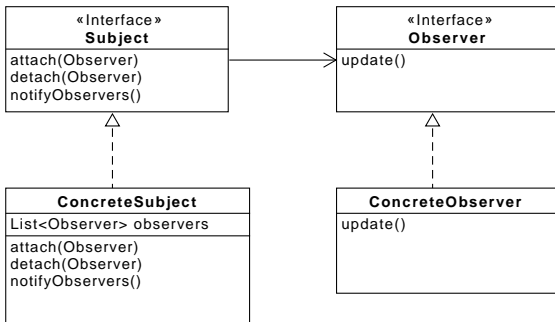 «Interface»
Subject
attach(Observer)
detach(Observer)
notifyObservers()
«Interface»
Observer
update()
ConcreteSubject
List<Observer> observers
attach(Observer)
detach(Observer)
notifyObservers()
ConcreteObserver
update()